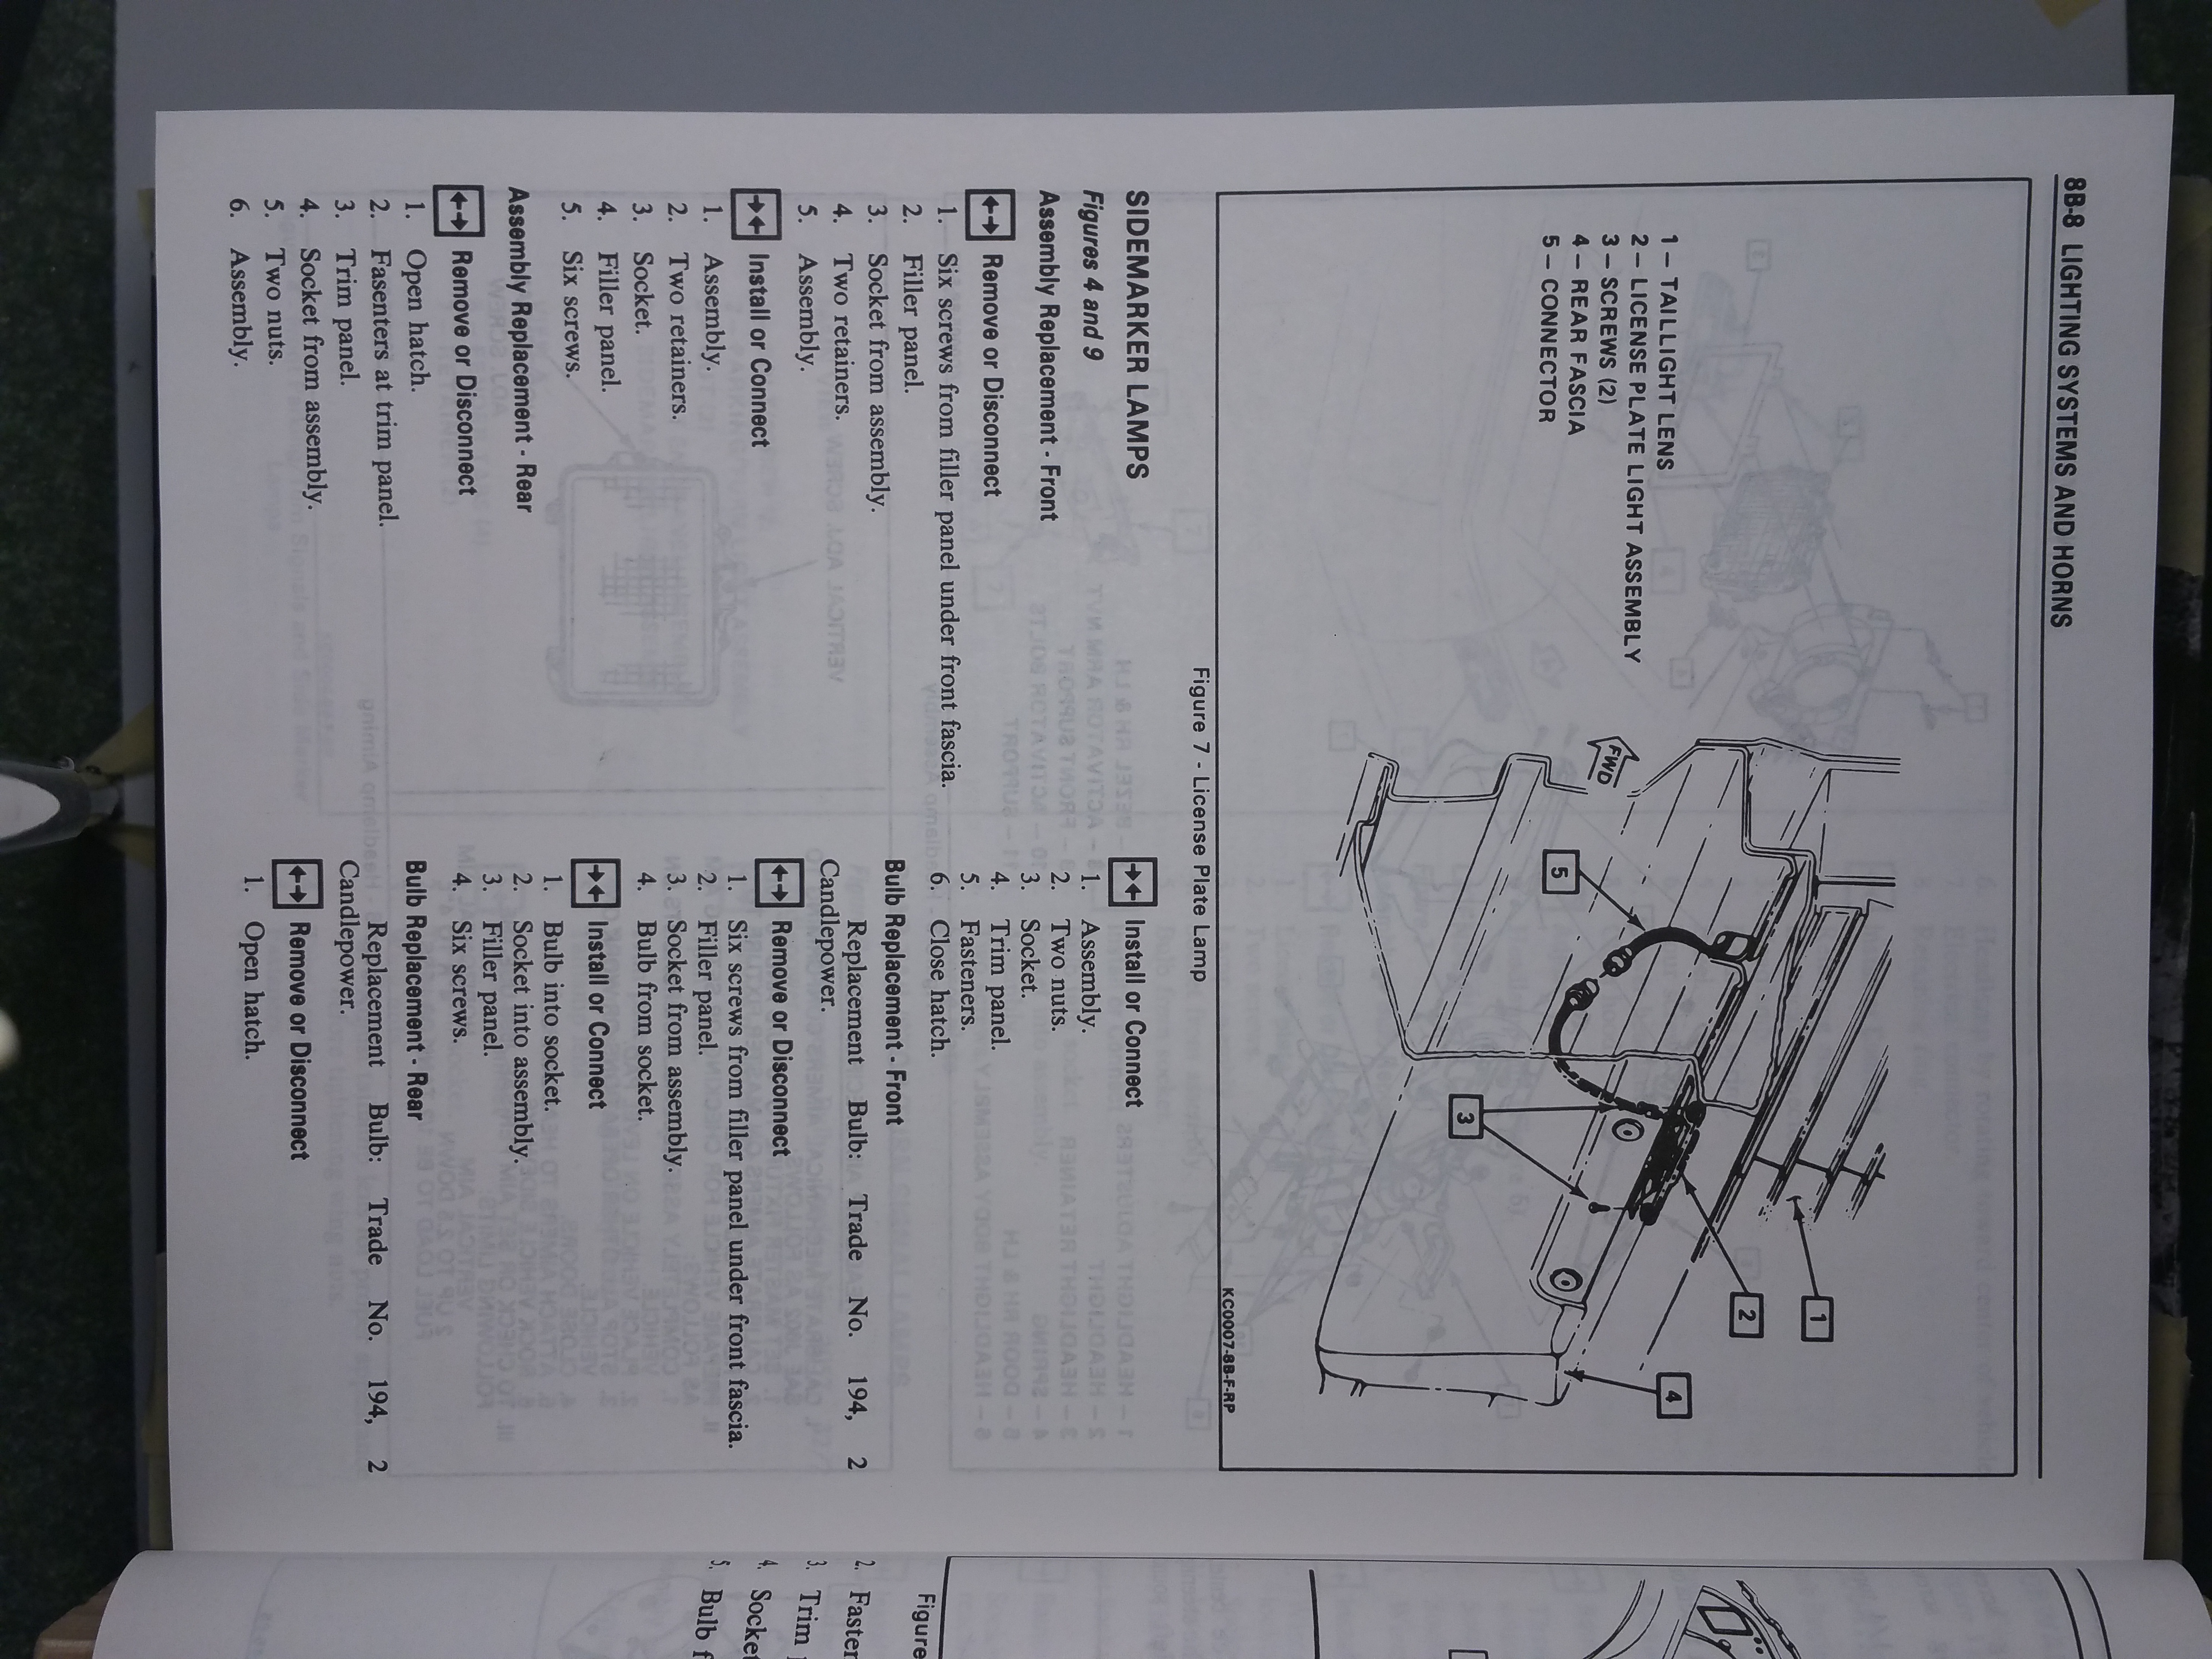 8B-8 LIGHTING SYSTEMS AND HORNS
1 – TAILLIGHT LENS
2 – LICENSE PLATE LIGHT ASSEMBLY
3 – SCREWS (2)
4 – REAR FASCIA
5 – CONNECTOR
FWD
5
3
1
2
4
KC0007-8B-F-RP
Figure 7 - License Plate Lamp
SIDEMARKER LAMPS
Figures 4 and 9
Assembly Replacement - Front
Remove or Disconnect
1. Six screws from filler panel under front fascia.
2. Filler panel.
3. Socket from assembly.
4. Two retainers.
5. Assembly.
Install or Connect
1. Assembly.
2. Two retainers.
3. Socket.
4. Filler panel.
5. Six screws.
Assembly Replacement - Rear
Remove or Disconnect
1. Open hatch.
2. Fasenters at trim panel.
3. Trim panel.
4. Socket from assembly.
5. Two nuts.
6. Assembly.
Install or Connect
1. Assembly.
2. Two nuts.
3. Socket.
4. Trim panel.
5. Fasteners.
6. Close hatch.
Bulb Replacement - Front
Replacement Bulb: Trade No. 194, 2
Candlepower.
Remove or Disconnect
1. Six screws from filler panel under front fascia.
2. Filler panel.
3. Socket from assembly.
4. Bulb from socket.
Install or Connect
1. Bulb into socket.
2. Socket into assembly.
3. Filler panel.
4. Six screws.
Bulb Replacement - Rear
Replacement Bulb: Trade No. 194, 2
Candlepower.
Remove or Disconnect
1. Open hatch.
Figure
2.
3. Trim
4.
5. Bulb